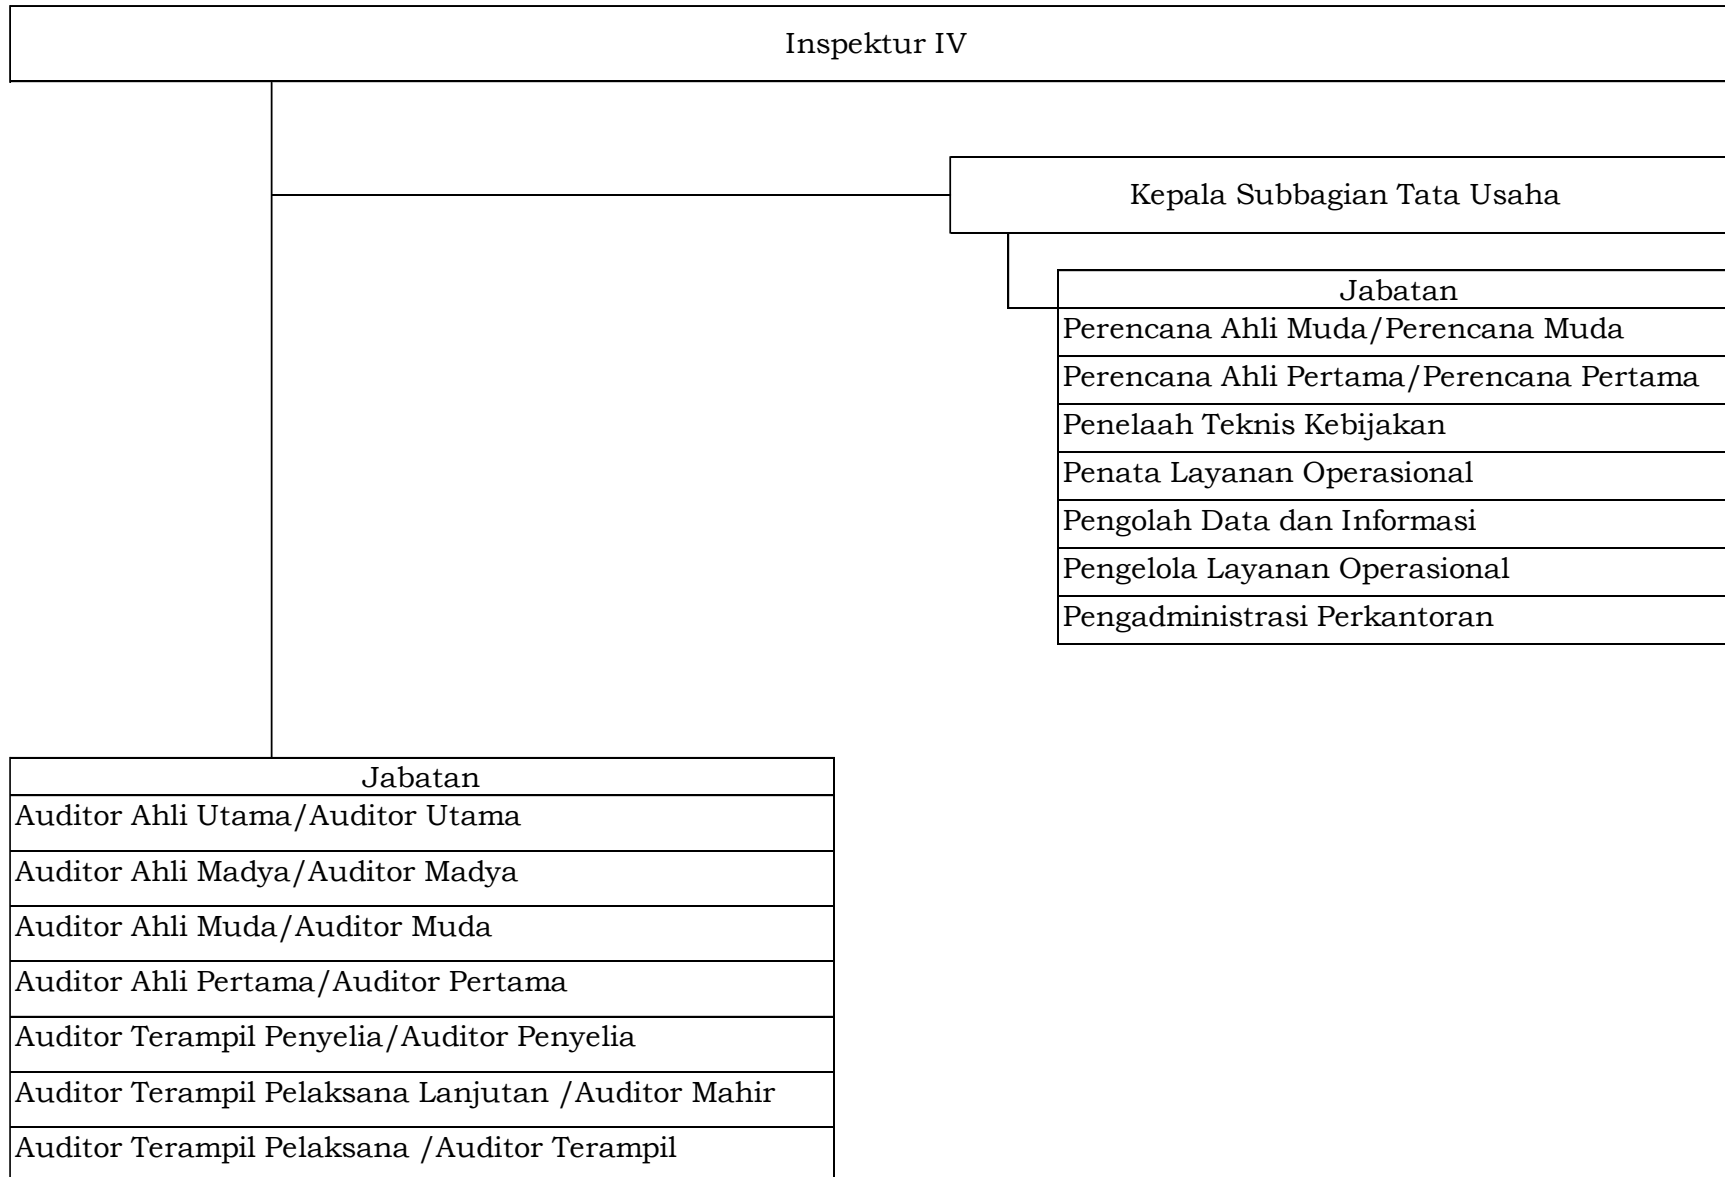 Inspektur IV
Kepala Subbagian Tata Usaha
Jabatan
Perencana Ahli Muda/Perencana Muda
Perencana Ahli Pertama/Perencana Pertama
Penelaah Teknis Kebijakan
Penata Layanan Operasional
Pengolah Data dan Informasi
Pengelola Layanan Operasional
Pengadministrasi Perkantoran
Jabatan
Auditor Ahli Utama/Auditor Utama
Auditor Ahli Madya/Auditor Madya
Auditor Ahli Muda/Auditor Muda
Auditor Ahli Pertama/Auditor Pertama
Auditor Terampil Penyelia/Auditor Penyelia
Auditor Terampil Pelaksana Lanjutan /Auditor Mahir
Auditor Terampil Pelaksana /Auditor Terampil